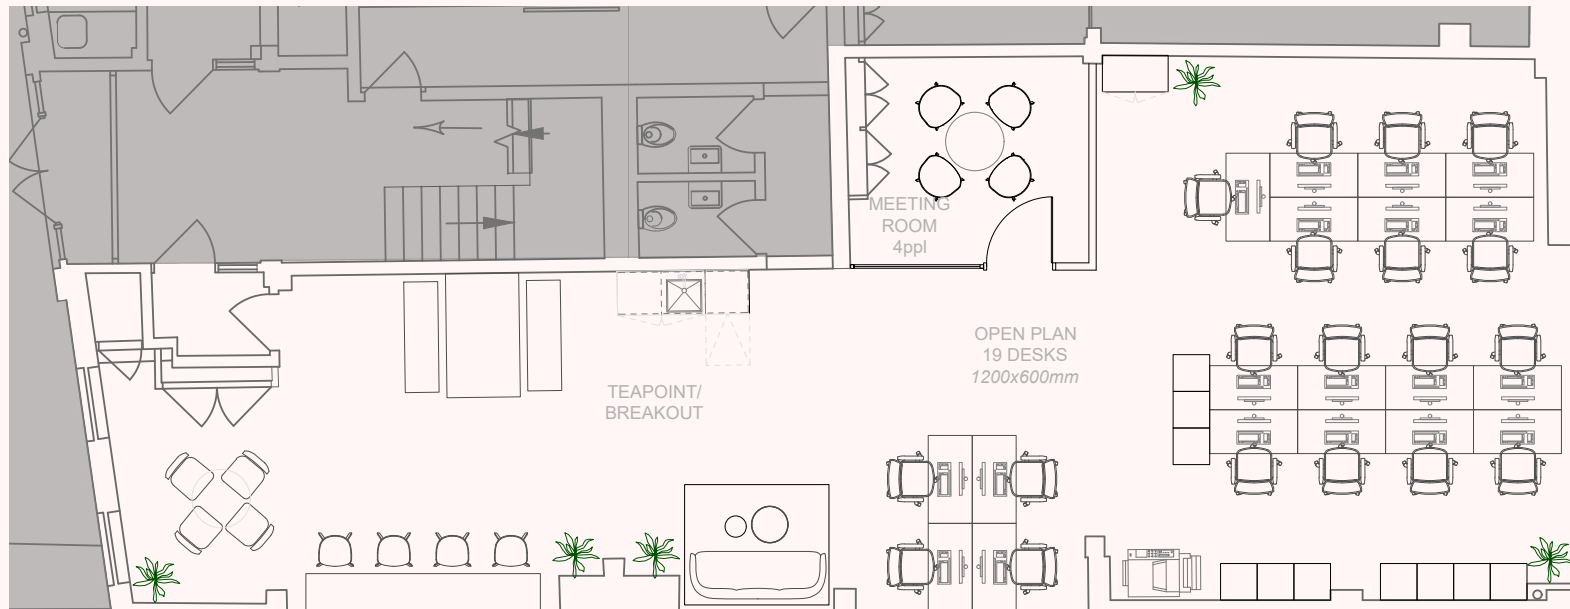 MEETING
ROOM
4ppl
OPEN PLAN
19 DESKS
1200x600mm
TEAPOINT/
BREAKOUT